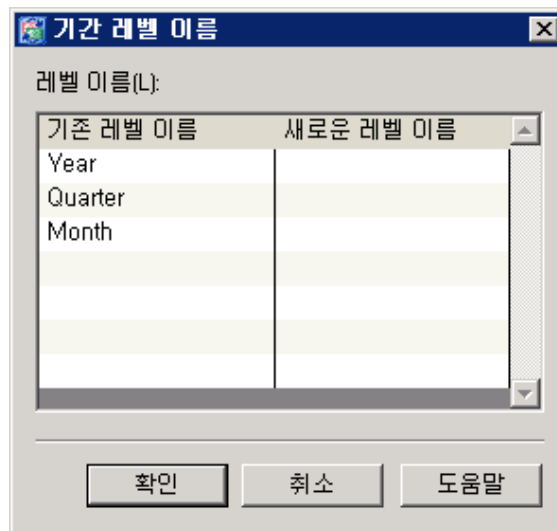 기간 레벨 이름
레벨 이름(L):
기존 레벨 이름 새로운 레벨 이름
Year
Quarter
Month
확인 취소 도움말